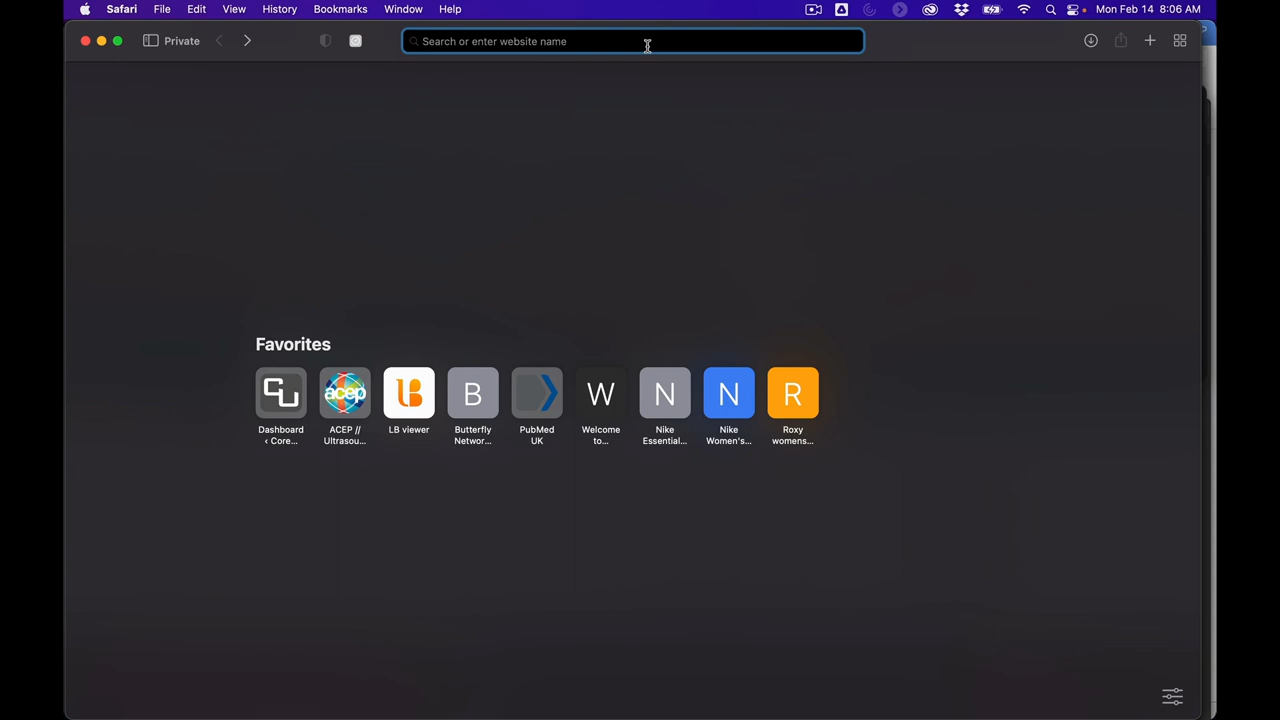 Safari File Edit View History Bookmarks Window Help Mon Feb 14 8:06 AM
Private Search or enter website name
Favorites
acep LB B W N N R
Dashboard ‹ Core...
ACEP // Ultrasou...
LB viewer
Butterfly Networ...
PubMed UK
Welcome to...
Nike Essential...
Nike Women's...
Roxy womens...